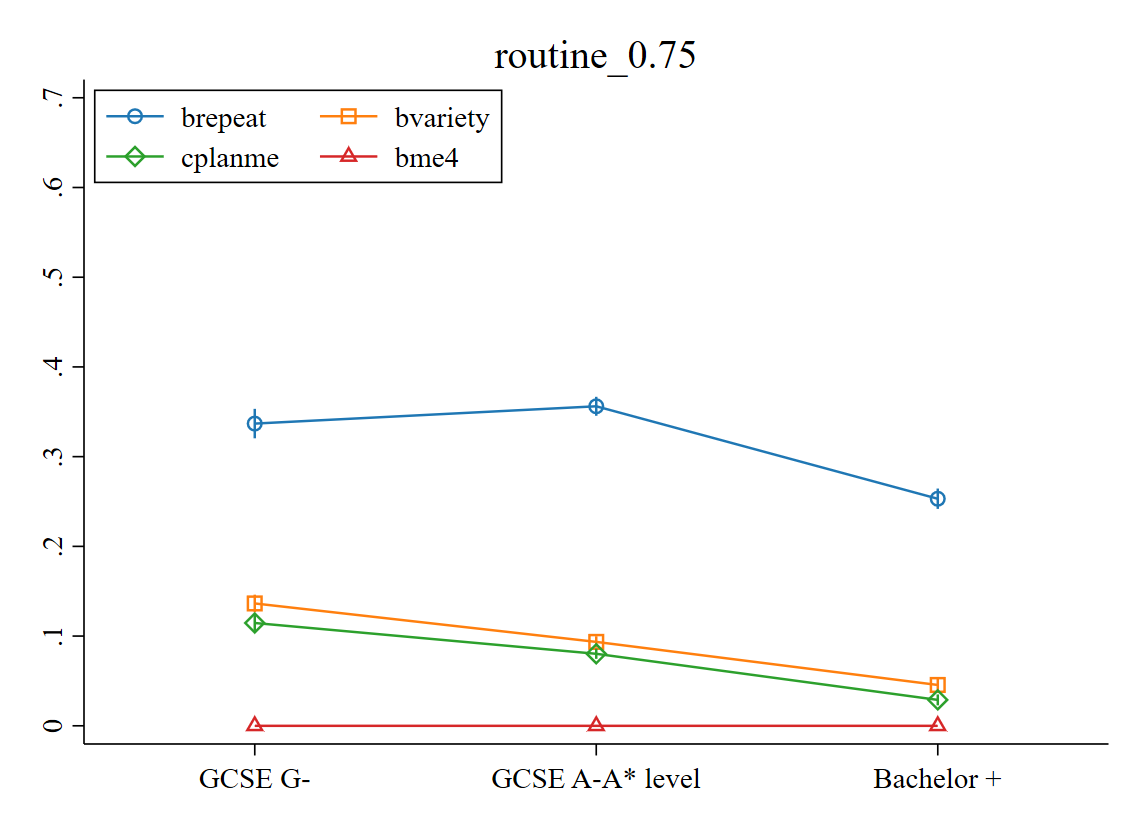 routine_0.75
brepeat bvariety
cplanme bme4
.7
.6
.5
.4
.3
.2
.1
0
GCSE G- GCSE A-A* level Bachelor +